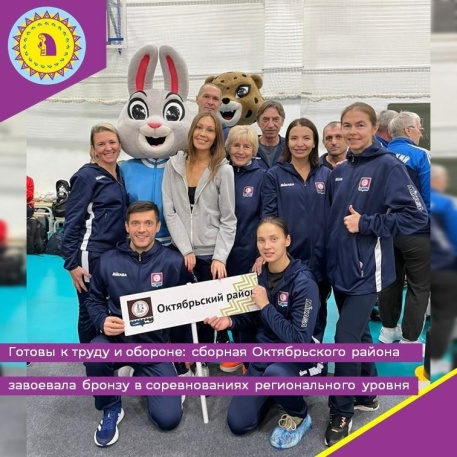 Октябрьский район
Готовы к труду и обороне: сборная Октябрьского района
завоевала бронзу в соревнованиях регионального уровня